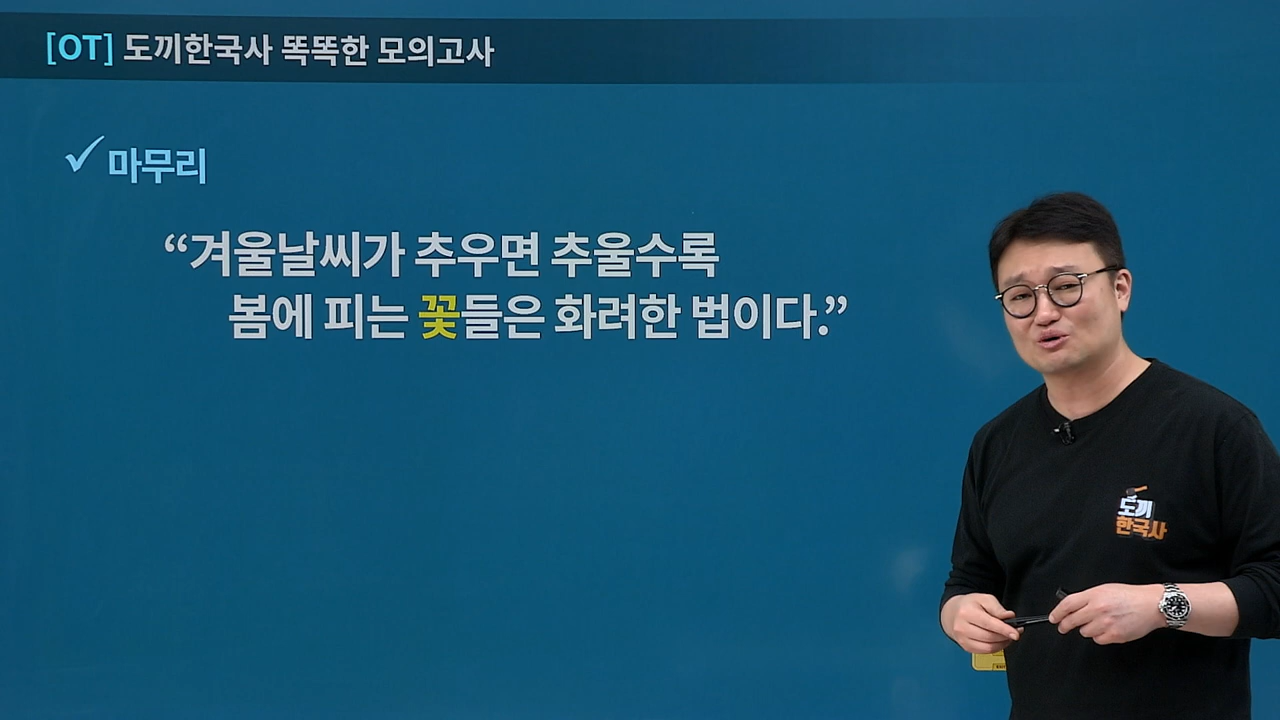 [OT] 도끼한국사 똑똑한 모의고사
마무리
“겨울날씨가 추우면 추울수록
봄에 피는 꽃들은 화려한 법이다.”
도끼
한국사